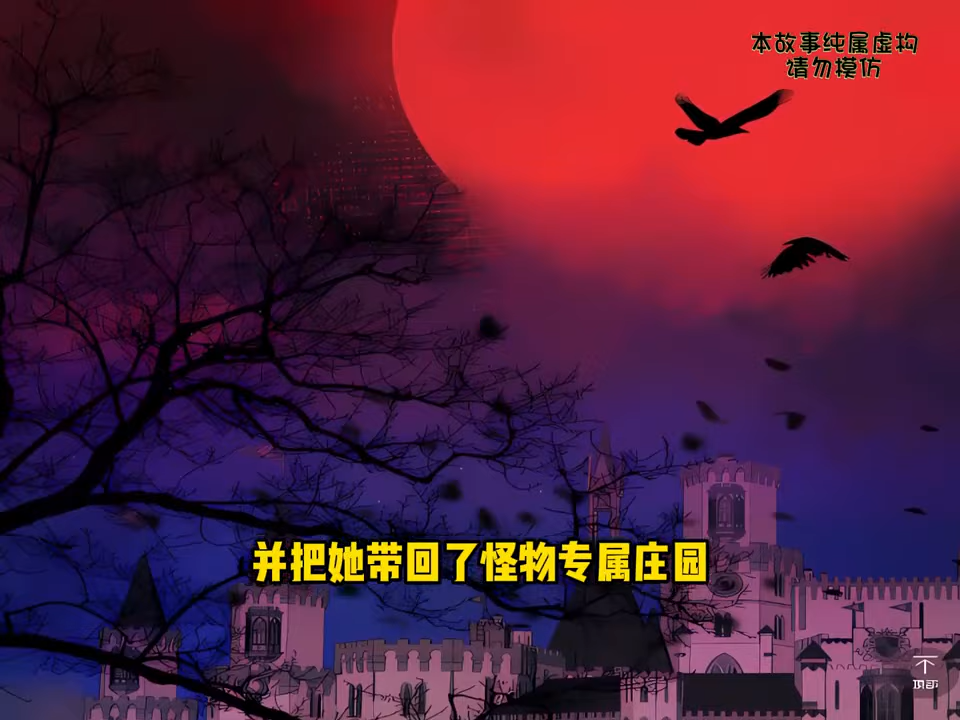 本故事纯属虚构
请勿模仿
并把她带回了怪物专属庄园